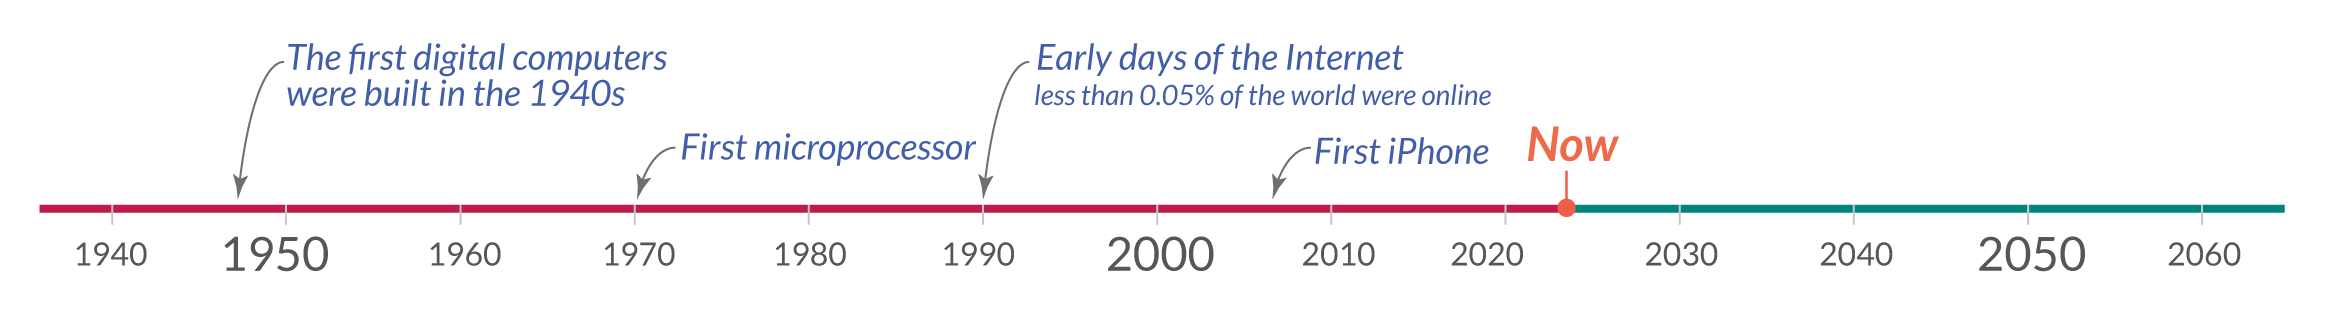 The first digital computers
were built in the 1940s
Early days of the Internet
less than 0.05% of the world were online
First microprocessor
First iPhone
Now
1940 1950 1960 1970 1980 1990 2000 2010 2020 2030 2040 2050 2060